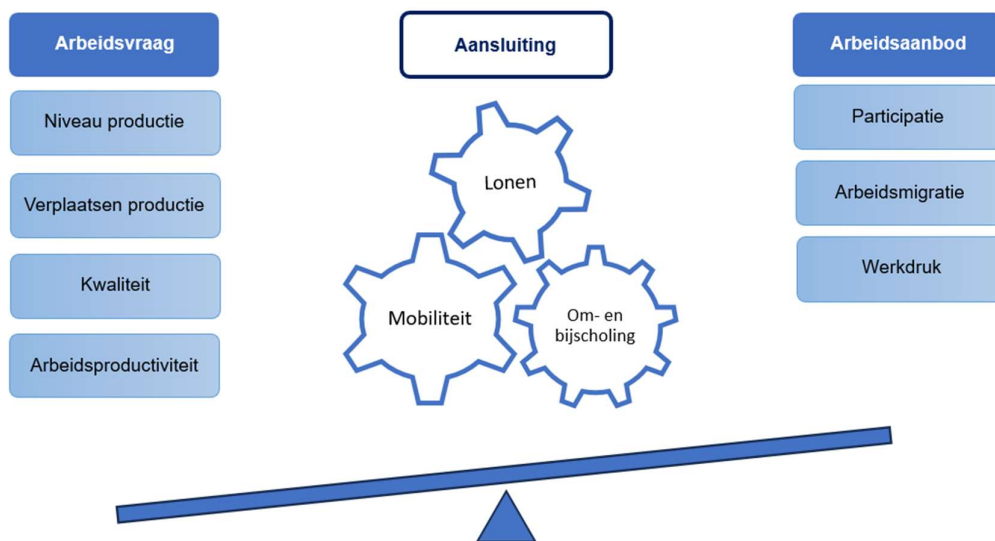 Arbeidsvraag
Niveau productie
Verplaatsen productie
Kwaliteit
Arbeidsproductiviteit
Aansluiting
Lonen
Mobiliteit
Om- en
bijscholing
Arbeidsaanbod
Participatie
Arbeidsmigratie
Werkdruk